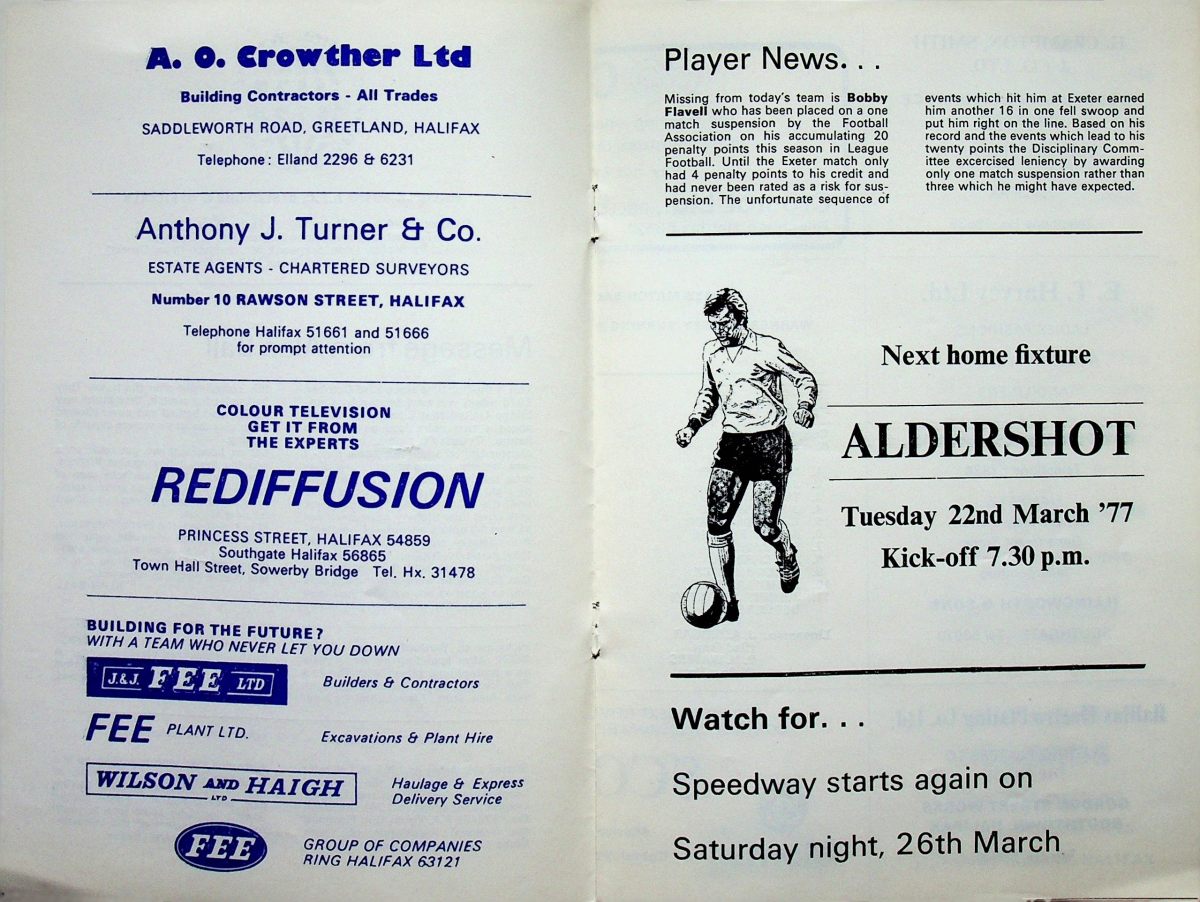 A. O. Crowther Ltd
Building Contractors - All Trades
SADDLEWORTH ROAD, GREETLAND, HALIFAX
Telephone: Elland 2296 & 6231
Anthony J. Turner & Co.
ESTATE AGENTS - CHARTERED SURVEYORS
Number 10 RAWSON STREET, HALIFAX
Telephone Halifax 51661 and 51666
for prompt attention
COLOUR TELEVISION
GET IT FROM
THE EXPERTS
REDIFFUSION
PRINCESS STREET, HALIFAX 54859
Southgate Halifax 56865
Town Hall Street, Sowerby Bridge Tel. Hx. 31478
BUILDING FOR THE FUTURE?
WITH A TEAM WHO NEVER LET YOU DOWN
J.&J. FEE LTD Builders & Contractors
FEE PLANT LTD. Excavations & Plant Hire
WILSON AND HAIGH LTD
Haulage & Express
Delivery Service
FEE
GROUP OF COMPANIES
RING HALIFAX 63121
Player News. . .
Missing from today's team is Bobby
Flavell who has been placed on a one
match suspension by the Football
Association on his accumulating 20
penalty points this season in League
Football. Until the Exeter match only
had 4 penalty points to his credit and
had never been rated as a risk for sus-
pension. The unfortunate sequence of
events which hit him at Exeter earned
him another 16 in one fell swoop and
put him right on the line. Based on his
record and the events which lead to his
twenty points the Disciplinary Comm-
ittee excercised leniency by awarding
only one match suspension rather than
three which he might have expected.
Next home fixture
ALDERSHOT
Tuesday 22nd March '77
Kick-off 7.30 p.m.
Watch for. . .
Speedway starts again on
Saturday night, 26th March